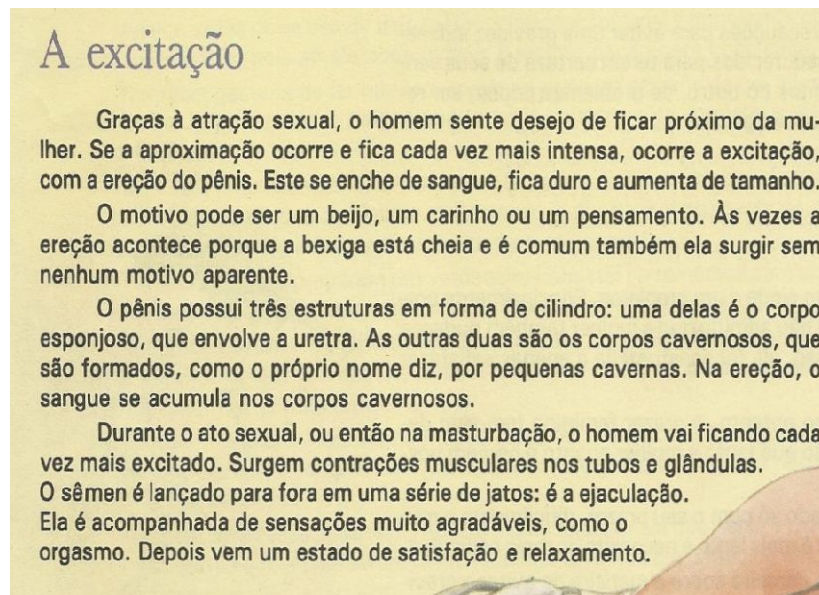 A excitação
Graças à atração sexual, o homem sente desejo de ficar próximo da mu-
lher. Se a aproximação ocorre e fica cada vez mais intensa, ocorre a excitação,
com a ereção do pênis. Este se enche de sangue, fica duro e aumenta de tamanho.
O motivo pode ser um beijo, um carinho ou um pensamento. Às vezes a
ereção acontece porque a bexiga está cheia e é comum também ela surgir sem
nenhum motivo aparente.
O pênis possui três estruturas em forma de cilindro: uma delas é o corpo
esponjoso, que envolve a uretra. As outras duas são os corpos cavernosos, que
são formados, como o próprio nome diz, por pequenas cavernas. Na ereção, o
sangue se acumula nos corpos cavernosos.
Durante o ato sexual, ou então na masturbação, o homem vai ficando cada
vez mais excitado. Surgem contrações musculares nos tubos e glândulas.
O sêmen é lançado para fora em uma série de jatos: é a ejaculação.
Ela é acompanhada de sensações muito agradáveis, como o
orgasmo. Depois vem um estado de satisfação e relaxamento.